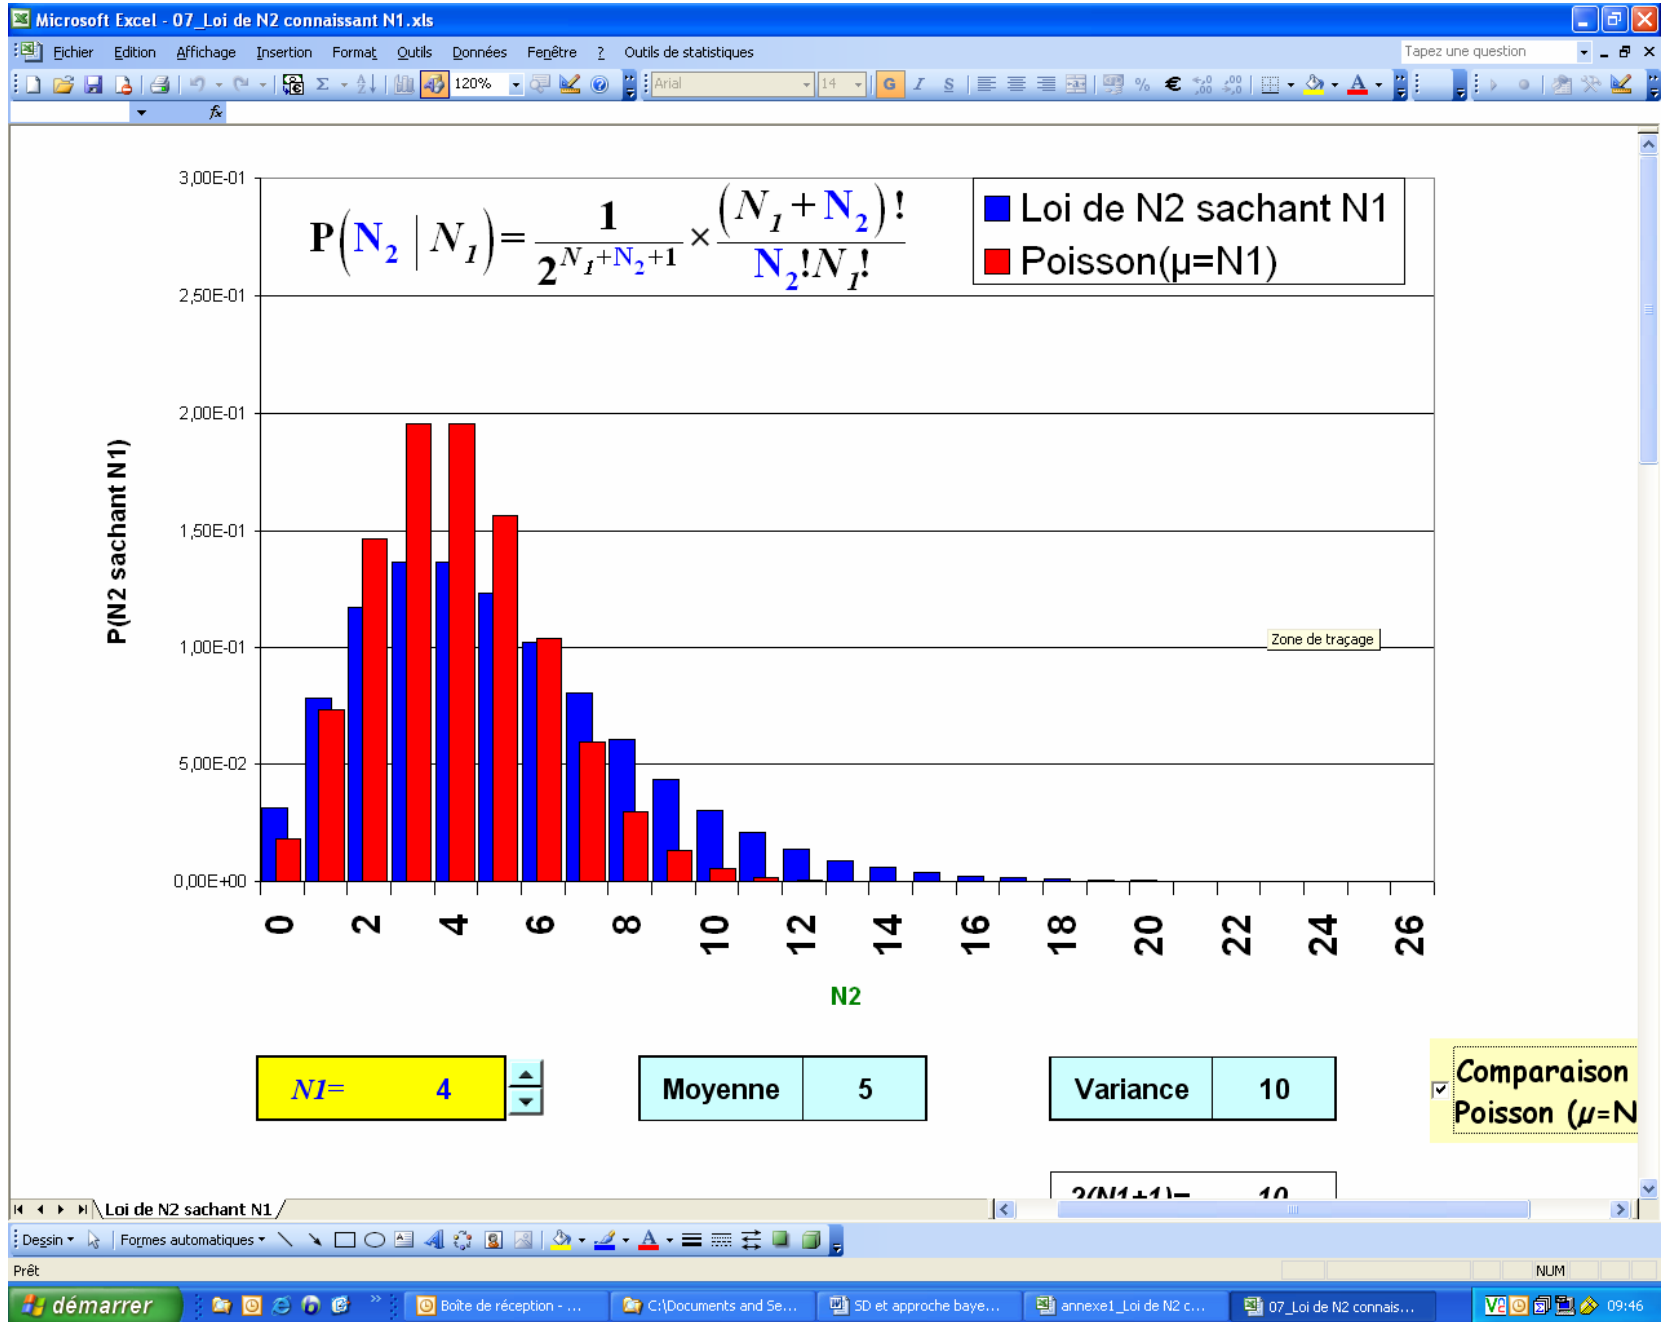 Microsoft Excel - 07_Loi de N2 connaissant N1.xls
Fichier Edition Affichage Insertion Format Outils Données Fenêtre ? Outils de statistiques Tapez une question
120% Arial 14 G I S
fx
3,00E-01
P(N₂ | N₁) = 1 / 2^(N₁+N₂+1) × (N₁+N₂)! / N₂!N₁!
Loi de N2 sachant N1
Poisson(µ=N1)
2,50E-01
2,00E-01
1,50E-01
1,00E-01
5,00E-02
0,00E+00
P(N2 sachant N1)
Zone de traçage
0 2 4 6 8 10 12 14 16 18 20 22 24 26
N2
N1= 4
Moyenne 5
Variance 10
Comparaison
Poisson (µ=N
2(N1+1)= 10
Loi de N2 sachant N1
Dessin Formes automatiques
Prêt NUM
démarrer Boîte de réception - ... C:\Documents and Se... SD et approche baye... annexe1_Loi de N2 c... 07_Loi de N2 connais... 09:46